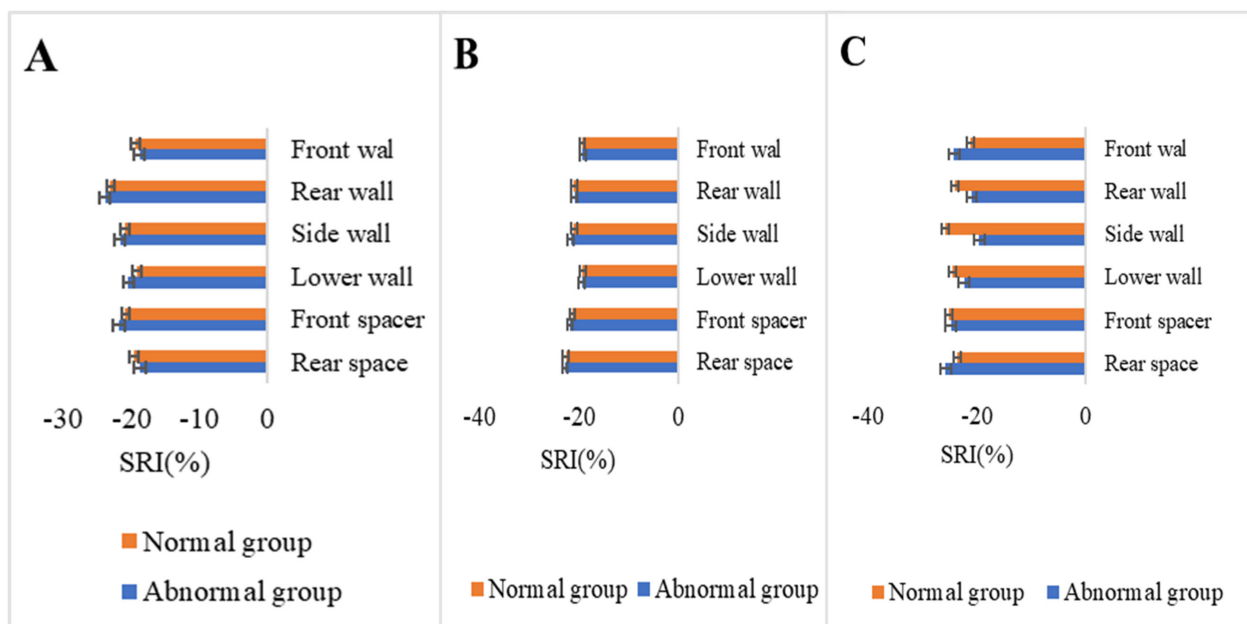 A
Front wal
Rear wall
Side wall
Lower wall
Front spacer
Rear space
-30 -20 -10 0
SRI(%)
Normal group
Abnormal group
B
Front wal
Rear wall
Side wall
Lower wall
Front spacer
Rear space
-40 -20 0
SRI(%)
Normal group Abnormal group
C
Front wal
Rear wall
Side wall
Lower wall
Front spacer
Rear space
-40 -20 0
SRI(%)
Normal group Abnormal group